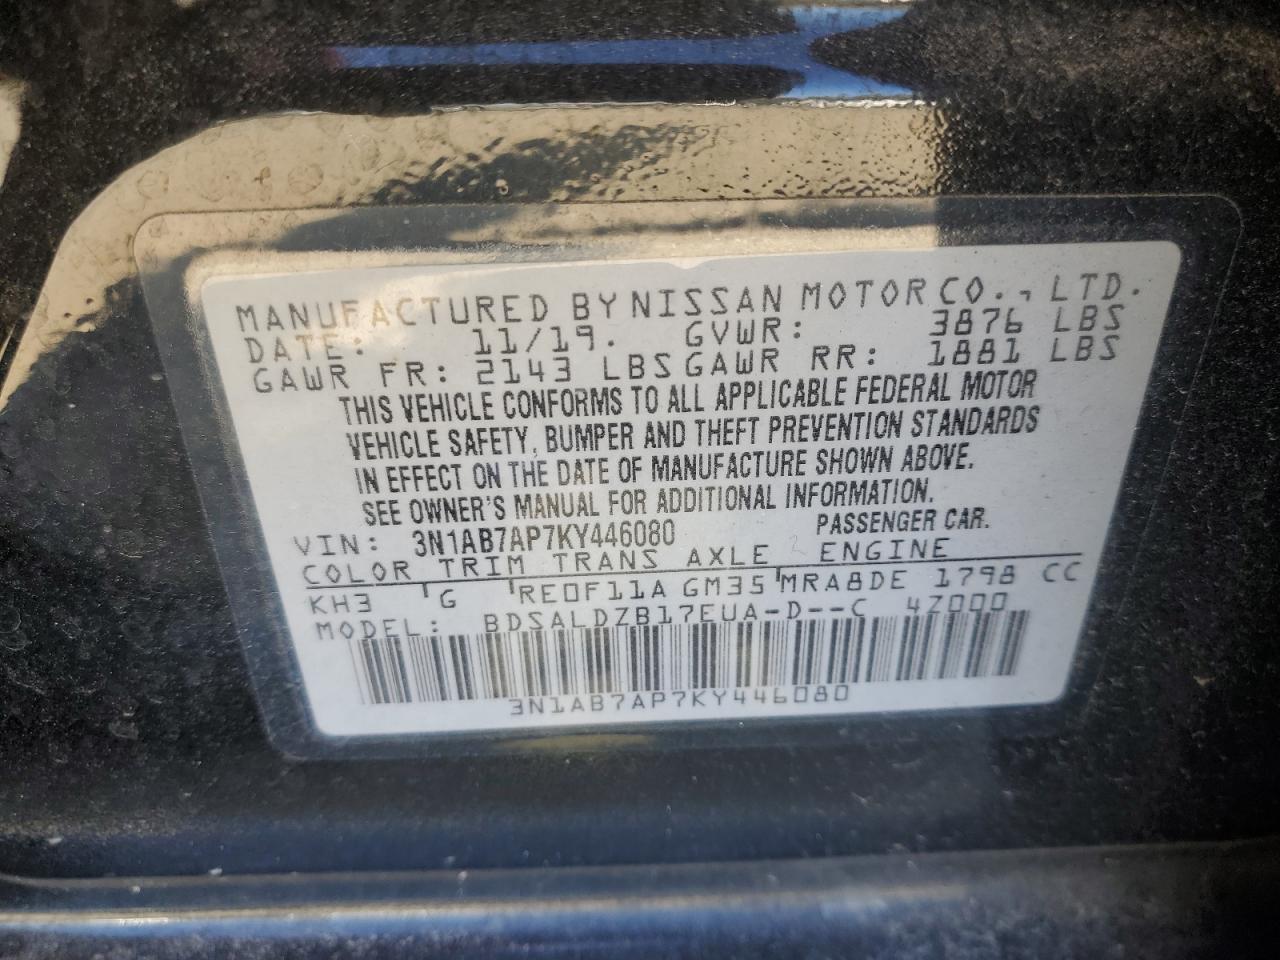 MANUFACTURED BY NISSAN MOTOR CO., LTD.
DATE: 11/19. GVWR: 3876 LBS
GAWR FR: 2143 LBS GAWR RR: 1881 LBS
THIS VEHICLE CONFORMS TO ALL APPLICABLE FEDERAL MOTOR
VEHICLE SAFETY, BUMPER AND THEFT PREVENTION STANDARDS
IN EFFECT ON THE DATE OF MANUFACTURE SHOWN ABOVE.
SEE OWNER'S MANUAL FOR ADDITIONAL INFORMATION.
VIN: 3N1AB7AP7KY446080 PASSENGER CAR.
COLOR TRIM TRANS AXLE ENGINE
KH3 G RE0F11A GM35 MRA8DE 1798 CC
MODEL: BDSALDZB17EUA-D--C 4Z000
3N1AB7AP7KY446080